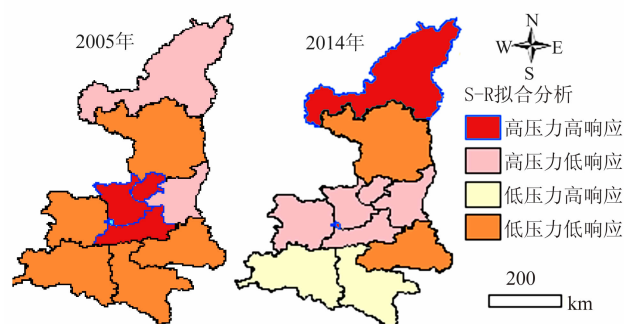 2005年
2014年
N
W E
S
S-R拟合分析
高压力高响应
高压力低响应
低压力高响应
低压力低响应
200
km